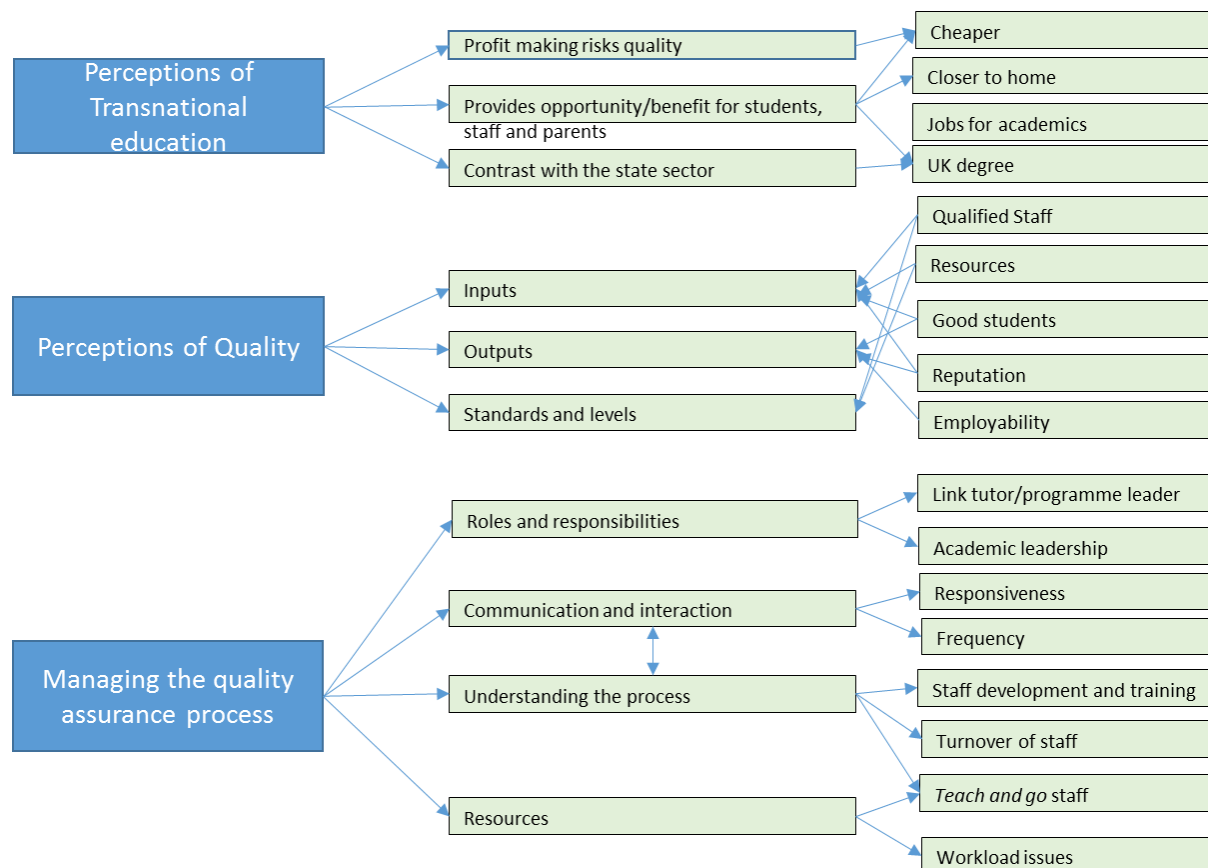 Perceptions of
Transnational
education
Profit making risks quality
Provides opportunity/benefit for students,
staff and parents
Contrast with the state sector
Cheaper
Closer to home
Jobs for academics
UK degree
Perceptions of Quality
Inputs
Outputs
Standards and levels
Qualified Staff
Resources
Good students
Reputation
Employability
Managing the quality
assurance process
Roles and responsibilities
Communication and interaction
Understanding the process
Resources
Link tutor/programme leader
Academic leadership
Responsiveness
Frequency
Staff development and training
Turnover of staff
Teach and go staff
Workload issues